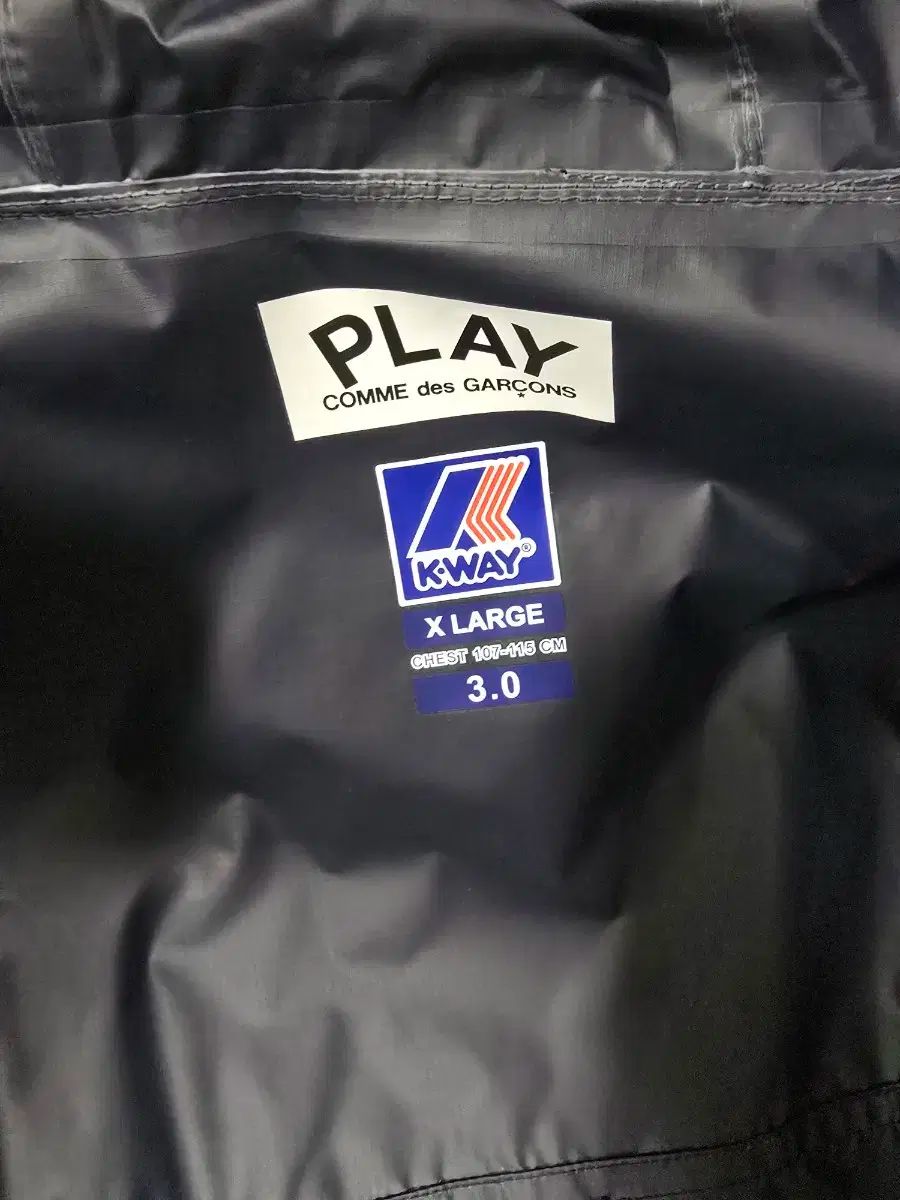 PLAY
COMME des GARÇONS
K·WAY®
X LARGE
CHEST 107-115 CM
3.0